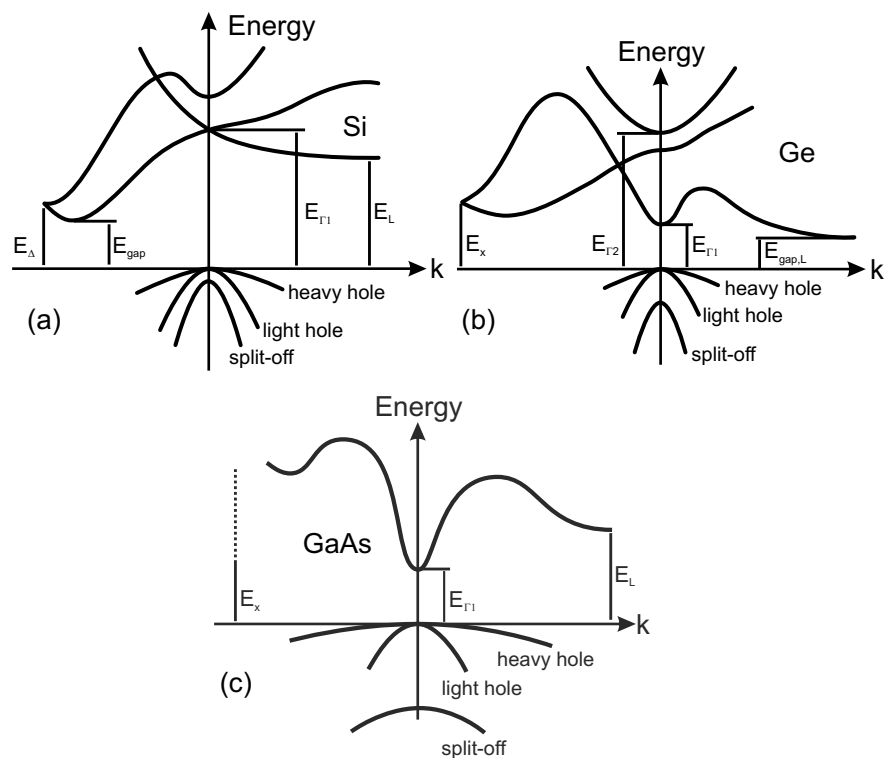 Energy
Si
E_Δ
E_gap
E_Γ1
E_L
k
(a)
heavy hole
light hole
split-off
Energy
Ge
E_x
E_Γ2
E_Γ1
E_gap,L
k
(b)
heavy hole
light hole
split-off
Energy
GaAs
E_x
E_Γ1
E_L
k
heavy hole
light hole
(c)
split-off